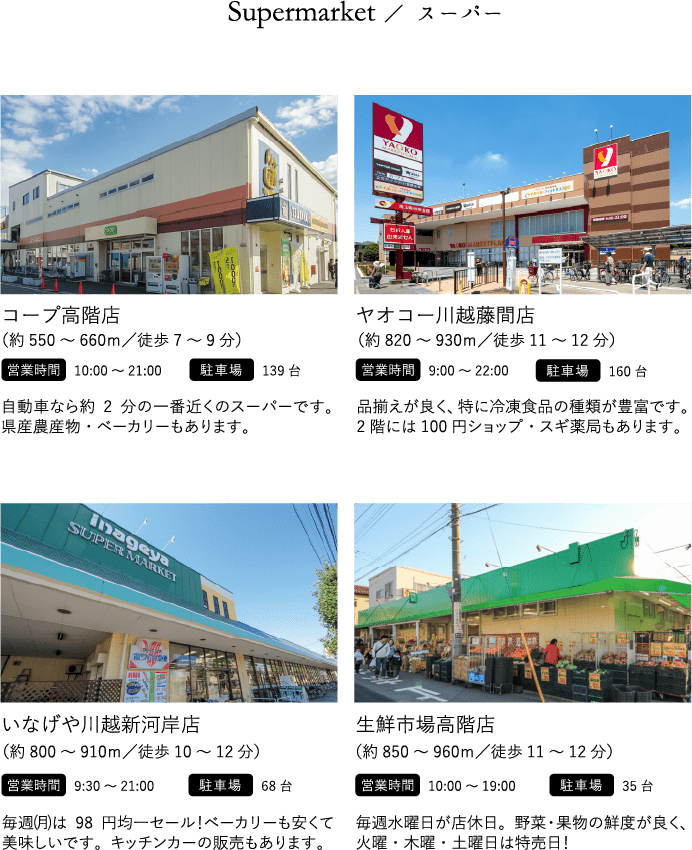 Supermarket ／ スーパー
YAOKO
YAOKO
YAOKO MARKETPLACE
コープ高階店
（約 550 ～ 660m／徒歩 7 ～ 9 分）
営業時間 10:00 ～ 21:00 駐車場 139 台
自動車なら約 2 分の一番近くのスーパーです。
県産農産物・ベーカリーもあります。
ヤオコー川越藤間店
（約 820 ～ 930m／徒歩 11 ～ 12 分）
営業時間 9:00 ～ 22:00 駐車場 160 台
品揃えが良く、特に冷凍食品の種類が豊富です。
2 階には 100 円ショップ・スギ薬局もあります。
Inageya
SUPER MARKET
いなげや川越新河岸店
（約 800 ～ 910m／徒歩 10 ～ 12 分）
営業時間 9:30 ～ 21:00 駐車場 68 台
毎週(月)は 98 円均一セール！ベーカリーも安くて
美味しいです。キッチンカーの販売もあります。
生鮮市場高階店
（約 850 ～ 960m／徒歩 11 ～ 12 分）
営業時間 10:00 ～ 19:00 駐車場 35 台
毎週水曜日が店休日。野菜・果物の鮮度が良く、
火曜・木曜・土曜日は特売日！